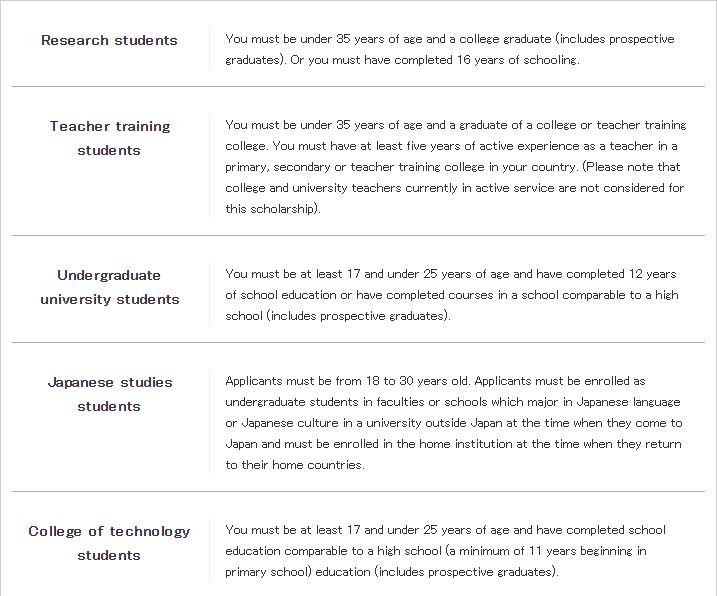 Research students
You must be under 35 years of age and a college graduate (includes prospective
graduates). Or you must have completed 16 years of schooling.
Teacher training
students
You must be under 35 years of age and a graduate of a college or teacher training
college. You must have at least five years of active experience as a teacher in a
primary, secondary or teacher training college in your country. (Please note that
college and university teachers currently in active service are not considered for
this scholarship).
Undergraduate
university students
You must be at least 17 and under 25 years of age and have completed 12 years
of school education or have completed courses in a school comparable to a high
school (includes prospective graduates).
Japanese studies
students
Applicants must be from 18 to 30 years old. Applicants must be enrolled as
undergraduate students in faculties or schools which major in Japanese language
or Japanese culture in a university outside Japan at the time when they come to
Japan and must be enrolled in the home institution at the time when they return
to their home countries.
College of technology
students
You must be at least 17 and under 25 years of age and have completed school
education comparable to a high school (a minimum of 11 years beginning in
primary school) education (includes prospective graduates).